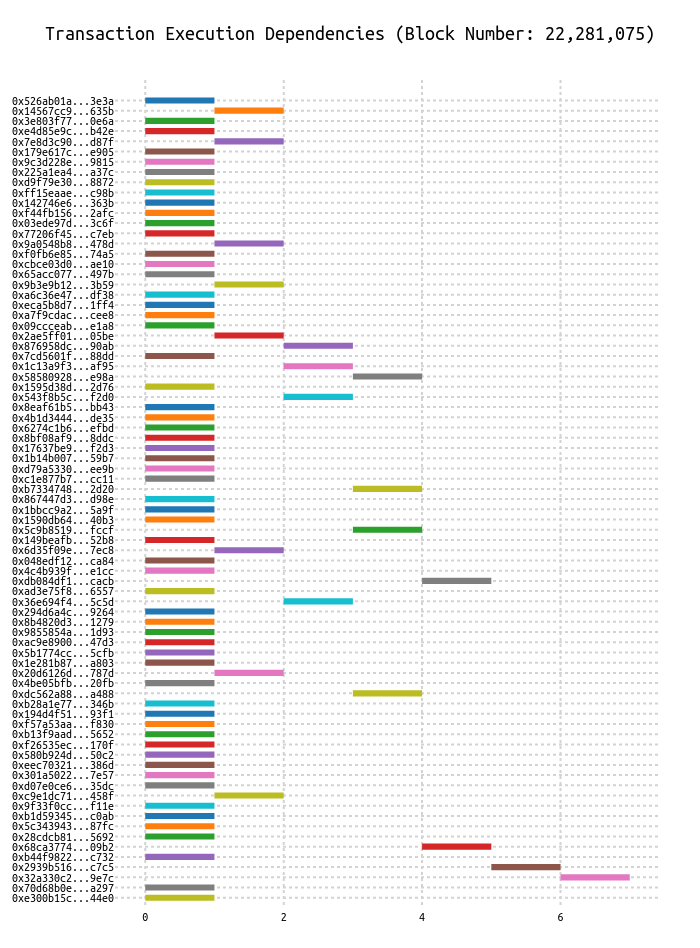 Transaction Execution Dependencies (Block Number: 22,281,075)
0x526ab01a...3e3a
0x14567cc9...635b
0x3e803f77...0e6a
0xe4d85e9c...b42e
0x7e8d3c90...d87f
0x179e617c...e905
0x9c3d228e...9815
0x225a1ea4...a37c
0xd9f79e30...8872
0xff15eaae...c98b
0x142746e6...363b
0xf44fb156...2afc
0x03ede97d...3c6f
0x77206f45...c7eb
0x9a0548b8...478d
0xf0fb6e85...74a5
0xcbce03d0...ae10
0x65acc077...497b
0x9b3e9b12...3b59
0xa6c36e47...df38
0xeca5b8d7...1ff4
0xa7f9cdac...cee8
0x09ccceab...e1a8
0x2ae5ff01...05be
0x876958dc...90ab
0x7cd5601f...88dd
0x1c13a9f3...af95
0x58580928...e98a
0x1595d38d...2d76
0x543f8b5c...f2d0
0x8eaf61b5...bb43
0x4b1d3444...de35
0x6274c1b6...efbd
0x8bf08af9...8ddc
0x17637be9...f2d3
0x1b14b007...59b7
0xd79a5330...ee9b
0xc1e877b7...cc11
0xb7334748...2d20
0x867447d3...d98e
0x1bbcc9a2...5a9f
0x1590db64...40b3
0x5c9b8519...fccf
0x149beafb...52b8
0x6d35f09e...7ec8
0x048edf12...ca84
0x4c4b939f...e1cc
0xdb084df1...cacb
0xad3e75f8...6557
0x36e694f4...5c5d
0x294d6a4c...9264
0x8b4820d3...1279
0x9855854a...1d93
0xac9e8900...47d3
0x5b1774cc...5cfb
0x1e281b87...a803
0x20d6126d...787d
0x4be05bfb...20fb
0xdc562a88...a488
0xb28a1e77...346b
0x194d4f51...93f1
0xf57a53aa...f830
0xb13f9aad...5652
0xf26535ec...170f
0x580b924d...50c2
0xeec70321...386d
0x301a5022...7e57
0xd07e0ce6...35dc
0xc9e1dc71...458f
0x9f33f0cc...f11e
0xb1d59345...c0ab
0x5c343943...87fc
0x28cdcb81...5692
0x68ca3774...09b2
0xb44f9822...c732
0x2939b516...c7c5
0x32a330c2...9e7c
0x70d68b0e...a297
0xe300b15c...44e0
0 2 4 6